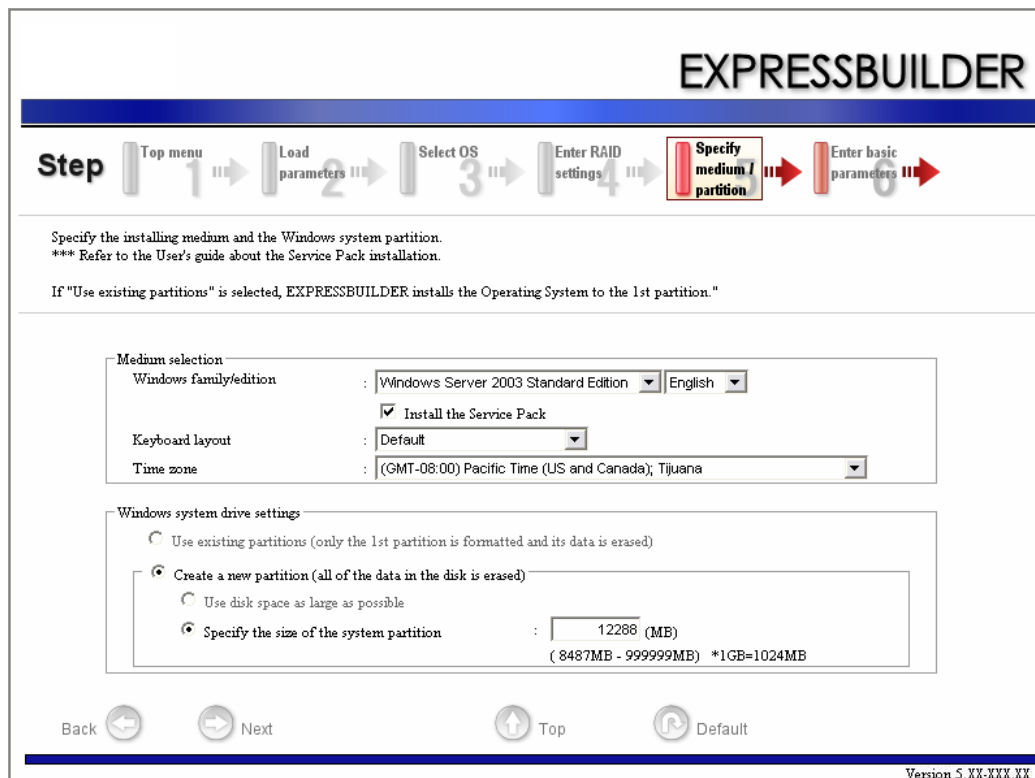 EXPRESSBUILDER
Step
Top menu 1
Load parameters 2
Select OS 3
Enter RAID settings 4
Specify medium / partition 5
Enter basic parameters 6
Specify the installing medium and the Windows system partition.
*** Refer to the User's guide about the Service Pack installation.
If "Use existing partitions" is selected, EXPRESSBUILDER installs the Operating System to the 1st partition."
Medium selection
Windows family/edition : Windows Server 2003 Standard Edition English
Install the Service Pack
Keyboard layout : Default
Time zone : (GMT-08:00) Pacific Time (US and Canada); Tijuana
Windows system drive settings
Use existing partitions (only the 1st partition is formatted and its data is erased)
Create a new partition (all of the data in the disk is erased)
Use disk space as large as possible
Specify the size of the system partition : 12288 (MB)
( 8487MB - 999999MB) *1GB=1024MB
Back Next Top Default
Version 5.XX-XXX.XX